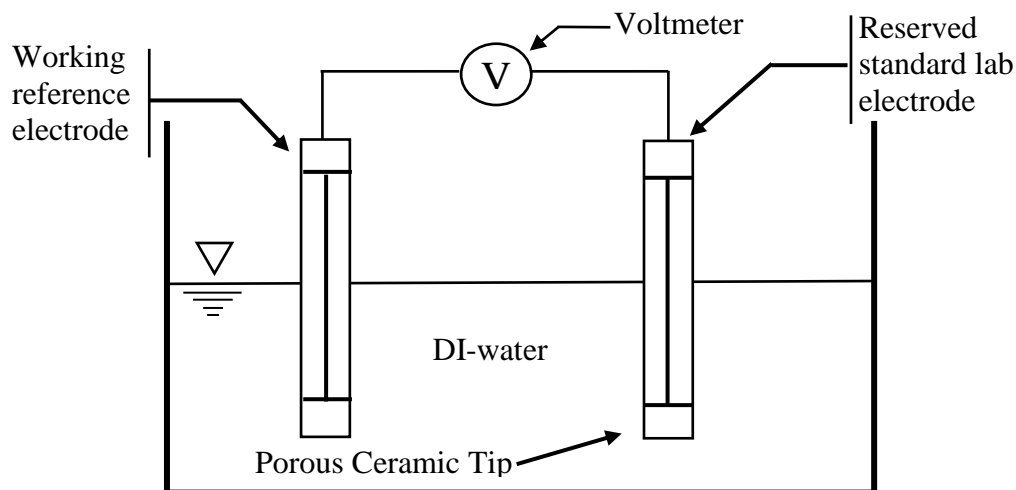 Working
reference
electrode
Voltmeter
V
Reserved
standard lab
electrode
DI-water
Porous Ceramic Tip